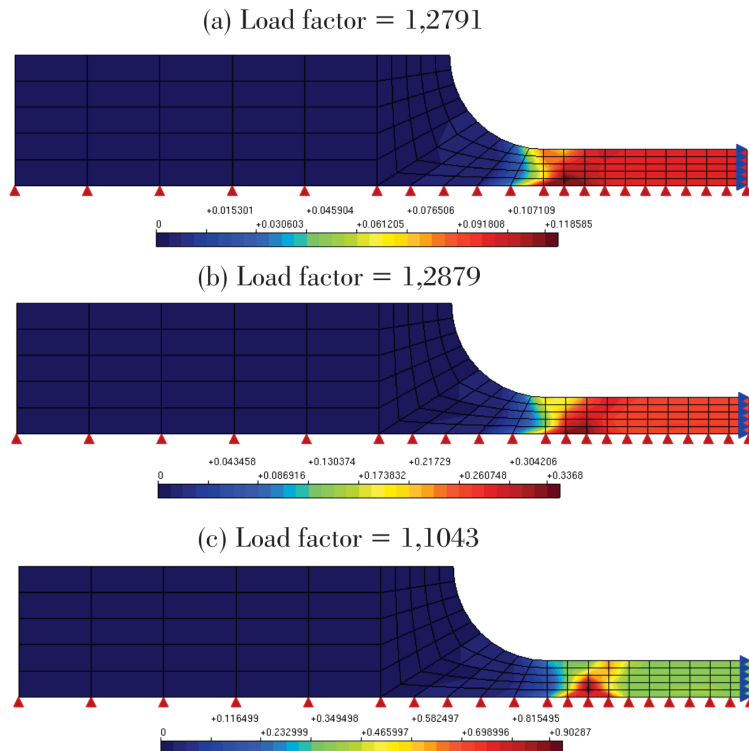 (a) Load factor = 1,2791
+0.015301 +0.045904 +0.076506 +0.107109
0 +0.030603 +0.061205 +0.091808 +0.118585
(b) Load factor = 1,2879
+0.043458 +0.130374 +0.21729 +0.304206
0 +0.086916 +0.173832 +0.260748 +0.3368
(c) Load factor = 1,1043
+0.116499 +0.349498 +0.582497 +0.815495
0 +0.232999 +0.465997 +0.698996 +0.90287